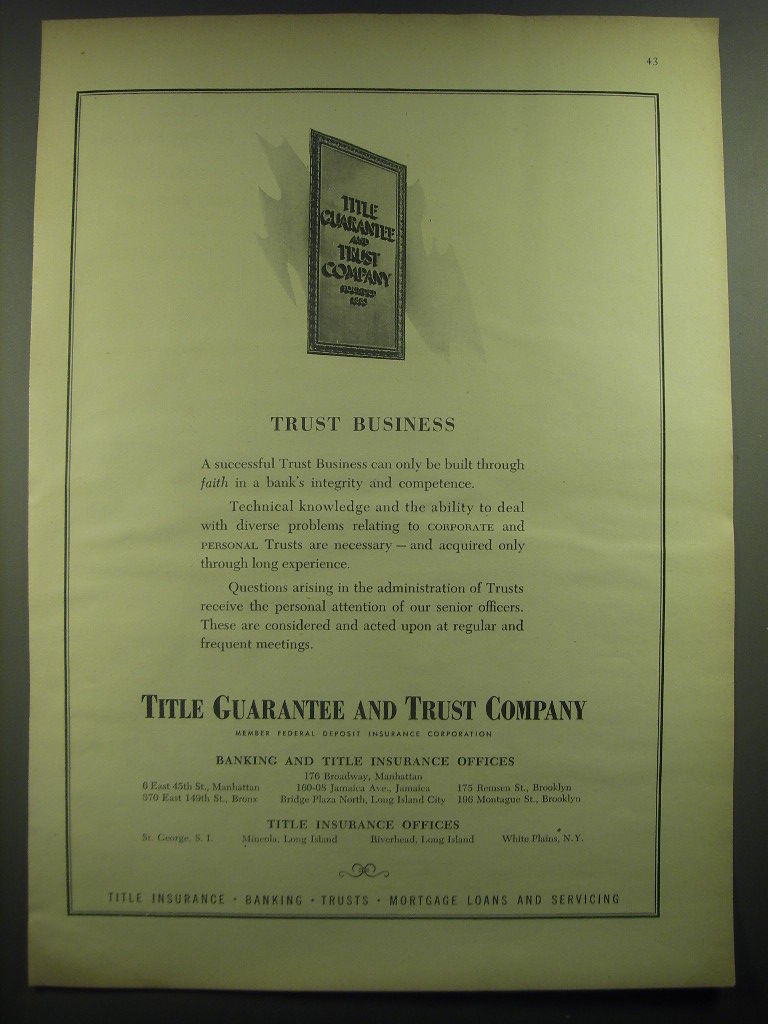 43
TITLE
GUARANTEE
AND
TRUST
COMPANY
FOUNDED
1883
TRUST BUSINESS
A successful Trust Business can only be built through
faith in a bank's integrity and competence.
Technical knowledge and the ability to deal
with diverse problems relating to CORPORATE and
PERSONAL Trusts are necessary — and acquired only
through long experience.
Questions arising in the administration of Trusts
receive the personal attention of our senior officers.
These are considered and acted upon at regular and
frequent meetings.
TITLE GUARANTEE AND TRUST COMPANY
MEMBER FEDERAL DEPOSIT INSURANCE CORPORATION
BANKING AND TITLE INSURANCE OFFICES
176 Broadway, Manhattan
6 East 45th St., Manhattan 160-08 Jamaica Ave., Jamaica 175 Remsen St., Brooklyn
370 East 149th St., Bronx Bridge Plaza North, Long Island City 196 Montague St., Brooklyn
TITLE INSURANCE OFFICES
St. George, S. I. Mineola, Long Island Riverhead, Long Island White Plains, N.Y.
TITLE INSURANCE · BANKING · TRUSTS · MORTGAGE LOANS AND SERVICING